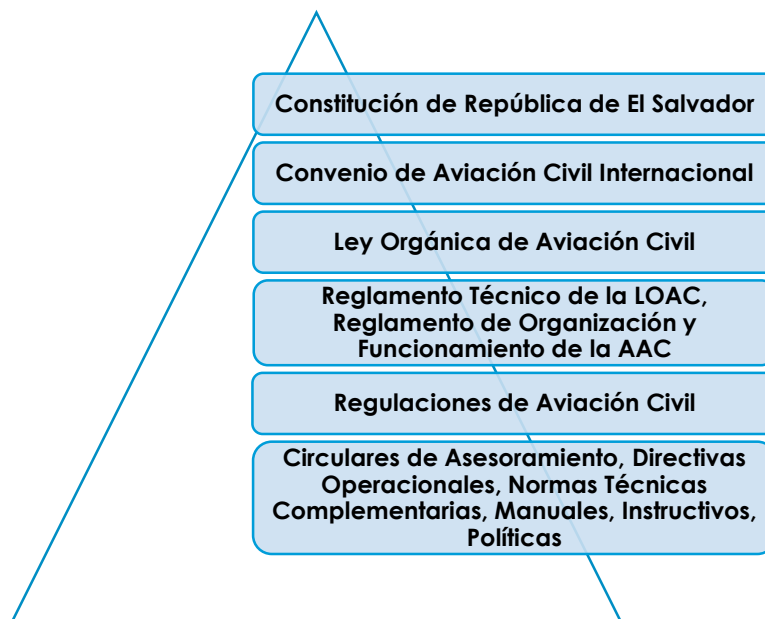 Constitución de República de El Salvador
Convenio de Aviación Civil Internacional
Ley Orgánica de Aviación Civil
Reglamento Técnico de la LOAC,
Reglamento de Organización y
Funcionamiento de la AAC
Regulaciones de Aviación Civil
Circulares de Asesoramiento, Directivas
Operacionales, Normas Técnicas
Complementarias, Manuales, Instructivos,
Políticas